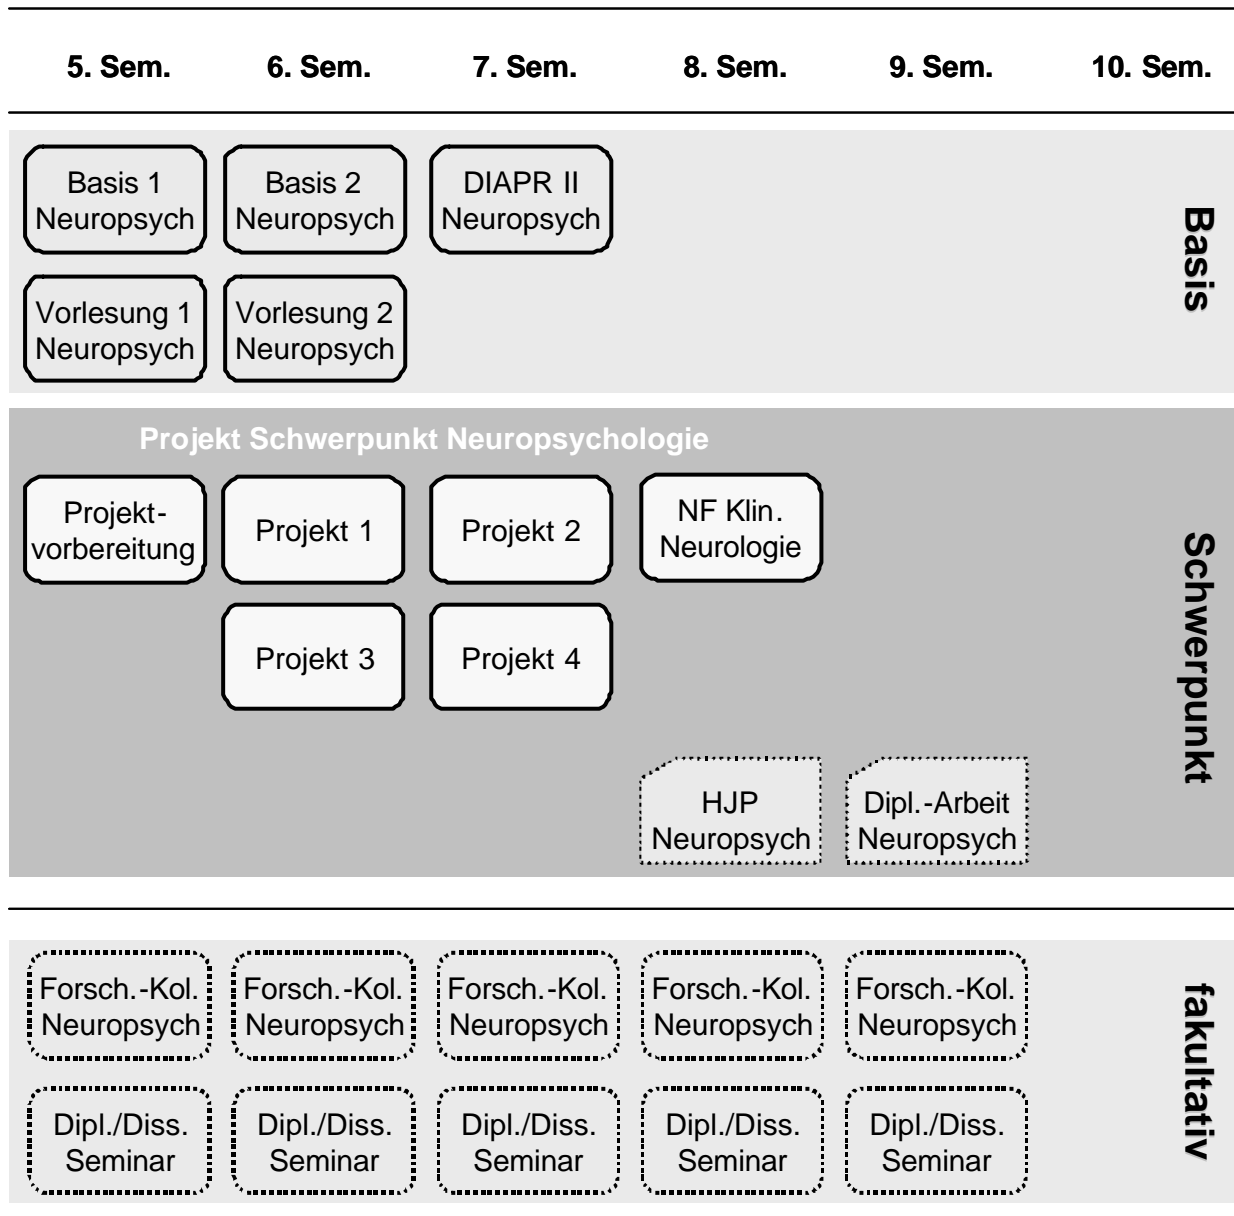 5. Sem. 6. Sem. 7. Sem. 8. Sem. 9. Sem. 10. Sem.
Basis 1
Neuropsych
Basis 2
Neuropsych
DIAPR II
Neuropsych
Vorlesung 1
Neuropsych
Vorlesung 2
Neuropsych
Basis
Projekt Schwerpunkt Neuropsychologie
Projekt-
vorbereitung
Projekt 1
Projekt 2
NF Klin.
Neurologie
Projekt 3
Projekt 4
HJP
Neuropsych
Dipl.-Arbeit
Neuropsych
Schwerpunkt
Forsch.-Kol.
Neuropsych
Forsch.-Kol.
Neuropsych
Forsch.-Kol.
Neuropsych
Forsch.-Kol.
Neuropsych
Forsch.-Kol.
Neuropsych
Dipl./Diss.
Seminar
Dipl./Diss.
Seminar
Dipl./Diss.
Seminar
Dipl./Diss.
Seminar
Dipl./Diss.
Seminar
fakultativ